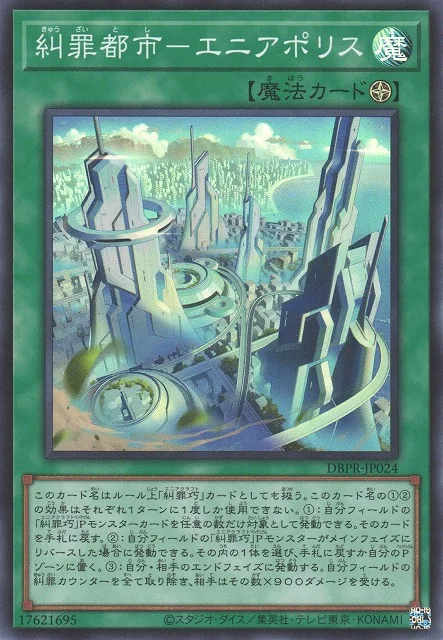 糾罪都市-エニアポリス 魔
【魔法カード】
DBPR-JP024
このカード名はルール上「糾罪巧」カードとしても扱う。このカード名の①②
の効果はそれぞれ1ターンに1度しか使用できない。①:自分フィールドの
「糾罪巧」Pモンスターカードを任意の数だけ対象として発動できる。そのカード
を手札に戻す。②:自分フィールドの「糾罪巧」Pモンスターがメインフェイズに
リバースした場合に発動できる。その内の1体を選び、手札に戻すか自分のP
ゾーンに置く。③:自分・相手のエンドフェイズに発動する。自分フィールドの
糾罪カウンターを全て取り除き、相手はその数×900ダメージを受ける。
17621695 ©スタジオ・ダイス/集英社・テレビ東京・KONAMI